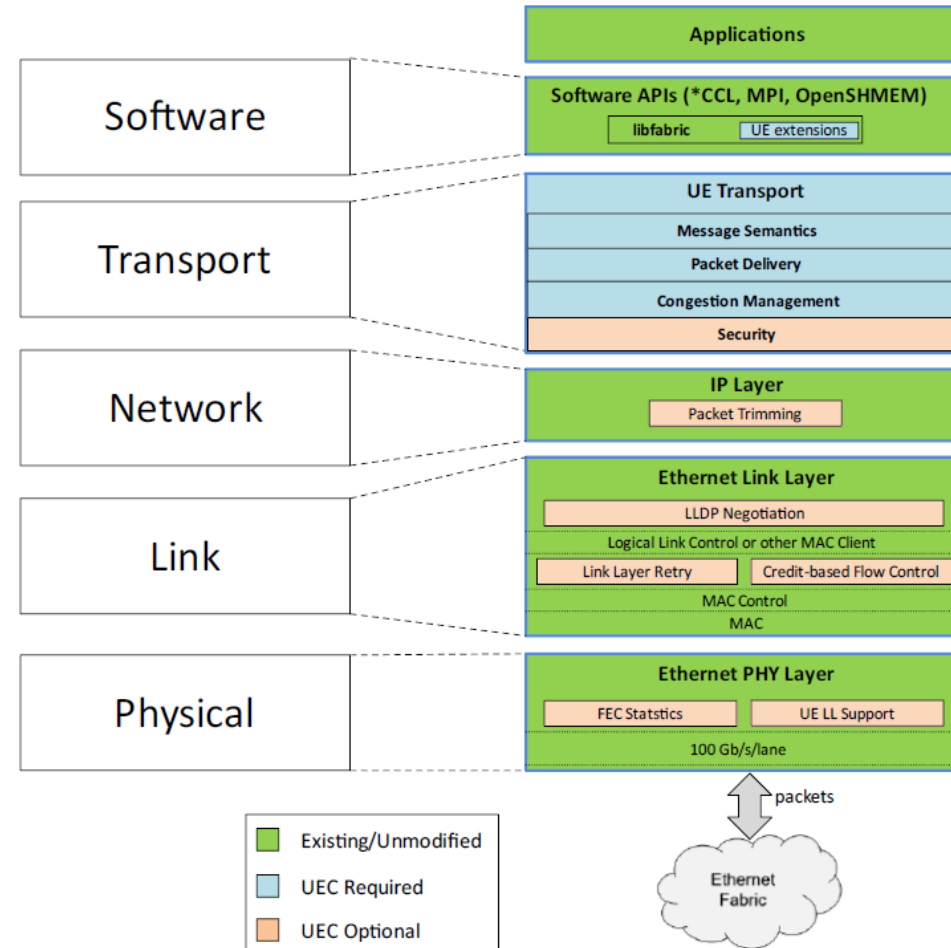 Applications
Software
Software APIs (*CCL, MPI, OpenSHMEM)
libfabric
UE extensions
Transport
UE Transport
Message Semantics
Packet Delivery
Congestion Management
Security
Network
IP Layer
Packet Trimming
Link
Ethernet Link Layer
LLDP Negotiation
Logical Link Control or other MAC Client
Link Layer Retry
Credit-based Flow Control
MAC Control
MAC
Physical
Ethernet PHY Layer
FEC Statstics
UE LL Support
100 Gb/s/lane
packets
Ethernet
Fabric
Existing/Unmodified
UEC Required
UEC Optional